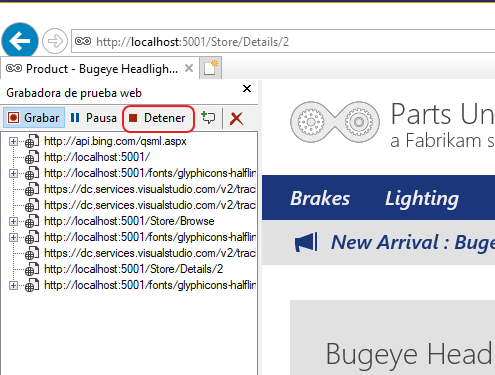 http://localhost:5001/Store/Details/2
Product - Bugeye Headligh...
Grabadora de prueba web
Grabar Pausa Detener
http://api.bing.com/qsml.aspx
http://localhost:5001/
http://localhost:5001/fonts/glyphicons-halflin
https://dc.services.visualstudio.com/v2/trac
https://dc.services.visualstudio.com/v2/trac
http://localhost:5001/Store/Browse
http://localhost:5001/fonts/glyphicons-halflin
https://dc.services.visualstudio.com/v2/trac
http://localhost:5001/Store/Details/2
http://localhost:5001/fonts/glyphicons-halflin
Parts Un
a Fabrikam s
Brakes Lighting
New Arrival : Buge
Bugeye Head